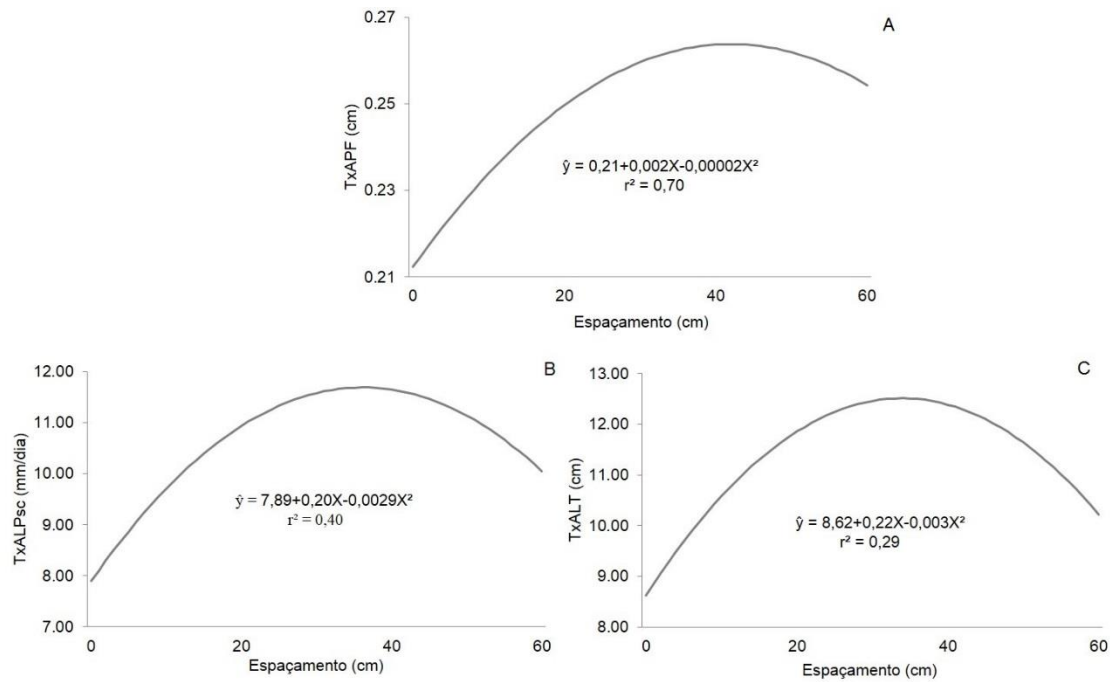 A
0.27
0.25
0.23
0.21
TxAPF (cm)
ŷ = 0,21+0,002X-0,00002X²
r² = 0,70
0 20 40 60
Espaçamento (cm)
B
12.00
11.00
10.00
9.00
8.00
7.00
TxALPsc (mm/dia)
ŷ = 7,89+0,20X-0,0029X²
r² = 0,40
0 20 40 60
Espaçamento (cm)
C
13.00
12.00
11.00
10.00
9.00
8.00
TxALT (cm)
ŷ = 8,62+0,22X-0,003X²
r² = 0,29
0 20 40 60
Espaçamento (cm)